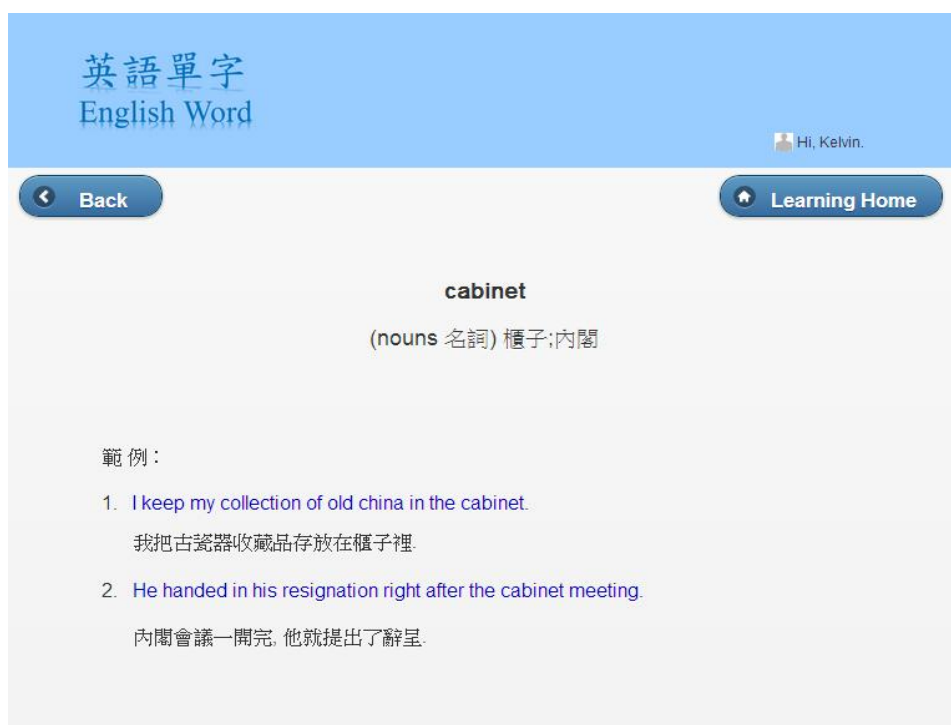 英語單字
English Word
Hi, Kelvin.
Back
Learning Home
cabinet
(nouns 名詞) 櫃子;內閣
範例：
1. I keep my collection of old china in the cabinet.
我把古瓷器收藏品存放在櫃子裡.
2. He handed in his resignation right after the cabinet meeting.
內閣會議一開完, 他就提出了辭呈.